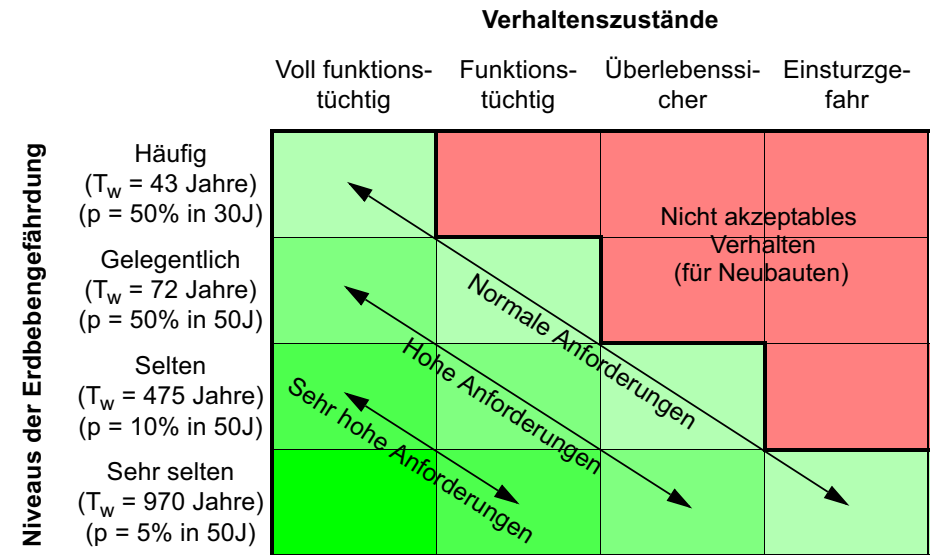 Verhaltenszustände
Voll funktions-
tüchtig
Funktions-
tüchtig
Überlebenssi-
cher
Einsturzge-
fahr
Niveaus der Erdbebengefährdung
Häufig
(Tw = 43 Jahre)
(p = 50% in 30J)
Gelegentlich
(Tw = 72 Jahre)
(p = 50% in 50J)
Selten
(Tw = 475 Jahre)
(p = 10% in 50J)
Sehr selten
(Tw = 970 Jahre)
(p = 5% in 50J)
Nicht akzeptables
Verhalten
(für Neubauten)
Normale Anforderungen
Hohe Anforderungen
Sehr hohe Anforderungen